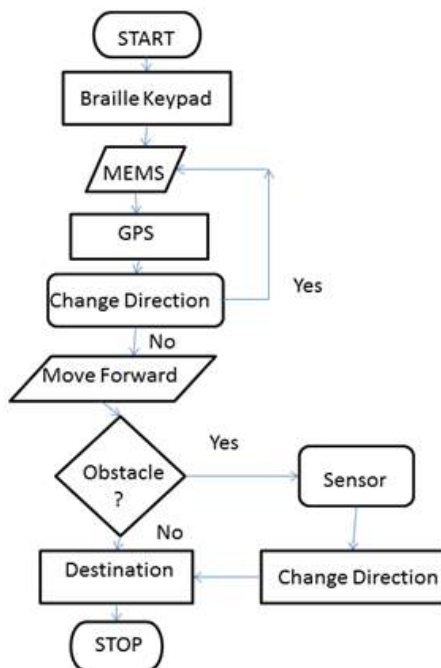 START
Braille Keypad
MEMS
GPS
Change Direction
Yes
No
Move Forward
Yes
Obstacle
?
Sensor
No
Destination
Change Direction
STOP